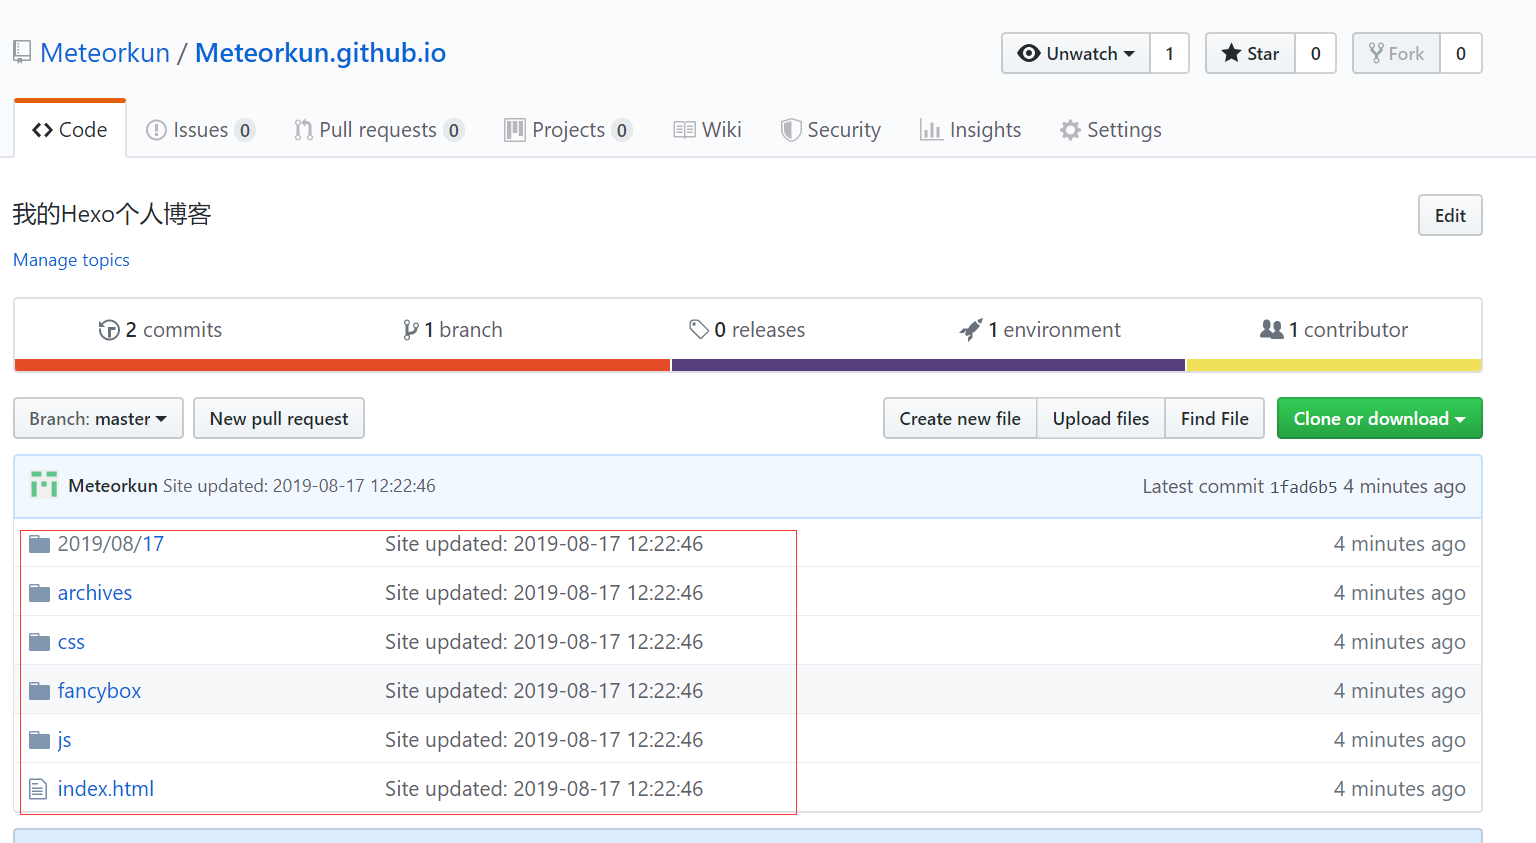 Meteorkun / Meteorkun.github.io Unwatch 1 Star 0 Fork 0
Code Issues 0 Pull requests 0 Projects 0 Wiki Security Insights Settings
我的Hexo个人博客 Edit
Manage topics
2 commits 1 branch 0 releases 1 environment 1 contributor
Branch: master New pull request Create new file Upload files Find File Clone or download
Meteorkun Site updated: 2019-08-17 12:22:46 Latest commit 1fad6b5 4 minutes ago
2019/08/17 Site updated: 2019-08-17 12:22:46 4 minutes ago
archives Site updated: 2019-08-17 12:22:46 4 minutes ago
css Site updated: 2019-08-17 12:22:46 4 minutes ago
fancybox Site updated: 2019-08-17 12:22:46 4 minutes ago
js Site updated: 2019-08-17 12:22:46 4 minutes ago
index.html Site updated: 2019-08-17 12:22:46 4 minutes ago